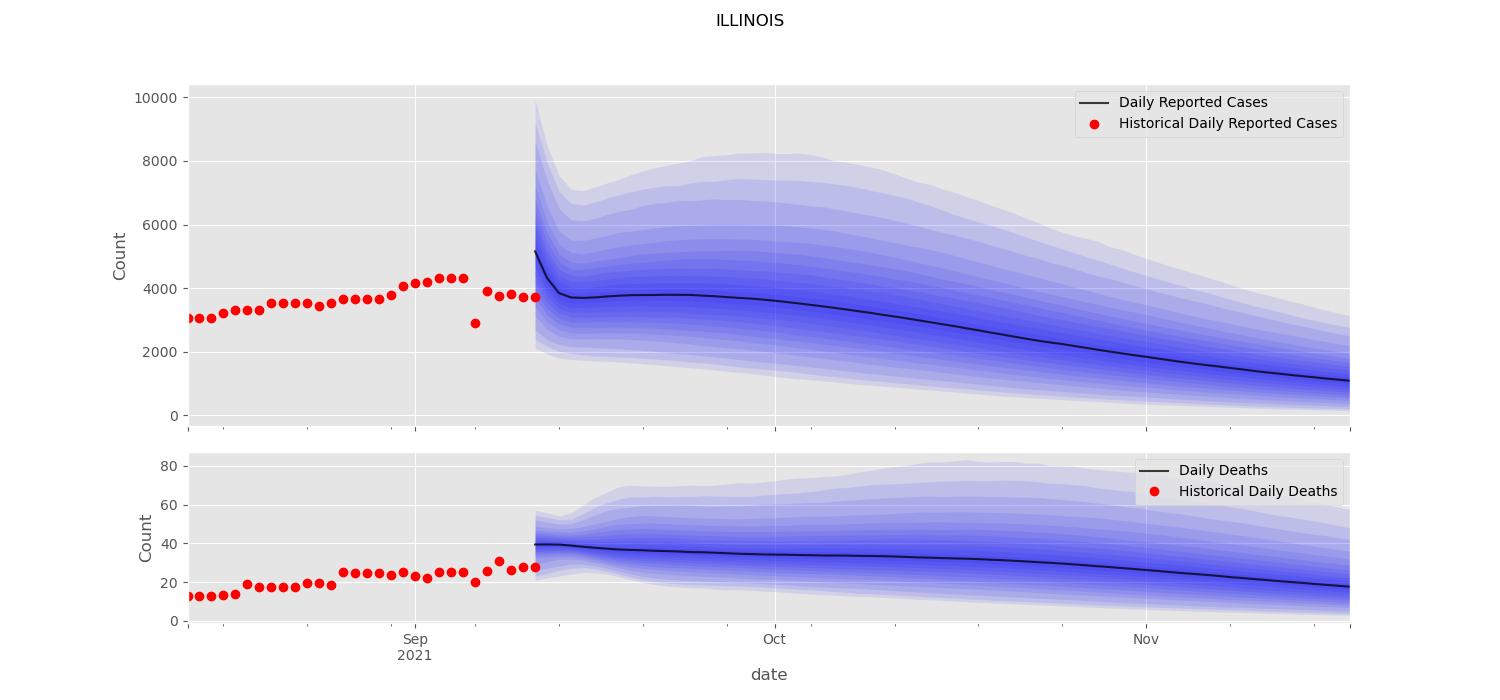 ILLINOIS
10000
8000
6000
4000
2000
0
Count
Daily Reported Cases
Historical Daily Reported Cases
80
60
40
20
0
Count
Daily Deaths
Historical Daily Deaths
Sep
2021
Oct
Nov
date